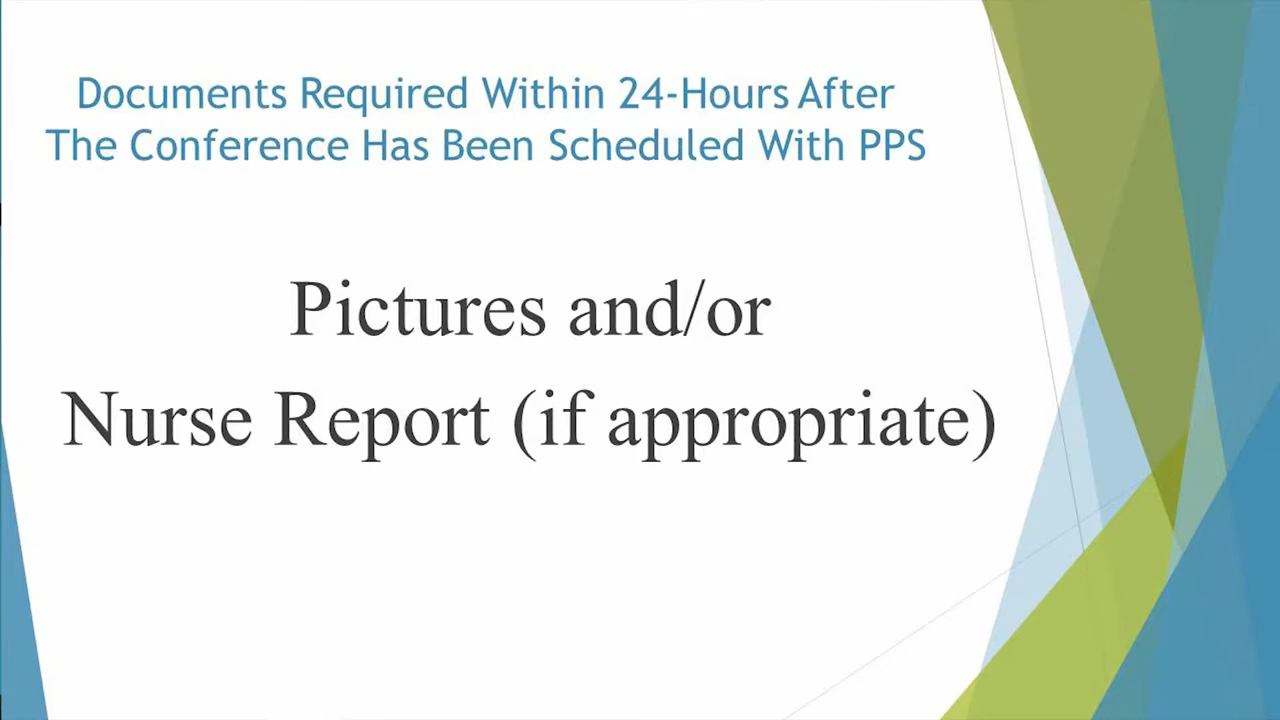 Documents Required Within 24-Hours After
The Conference Has Been Scheduled With PPS
Pictures and/or
Nurse Report (if appropriate)